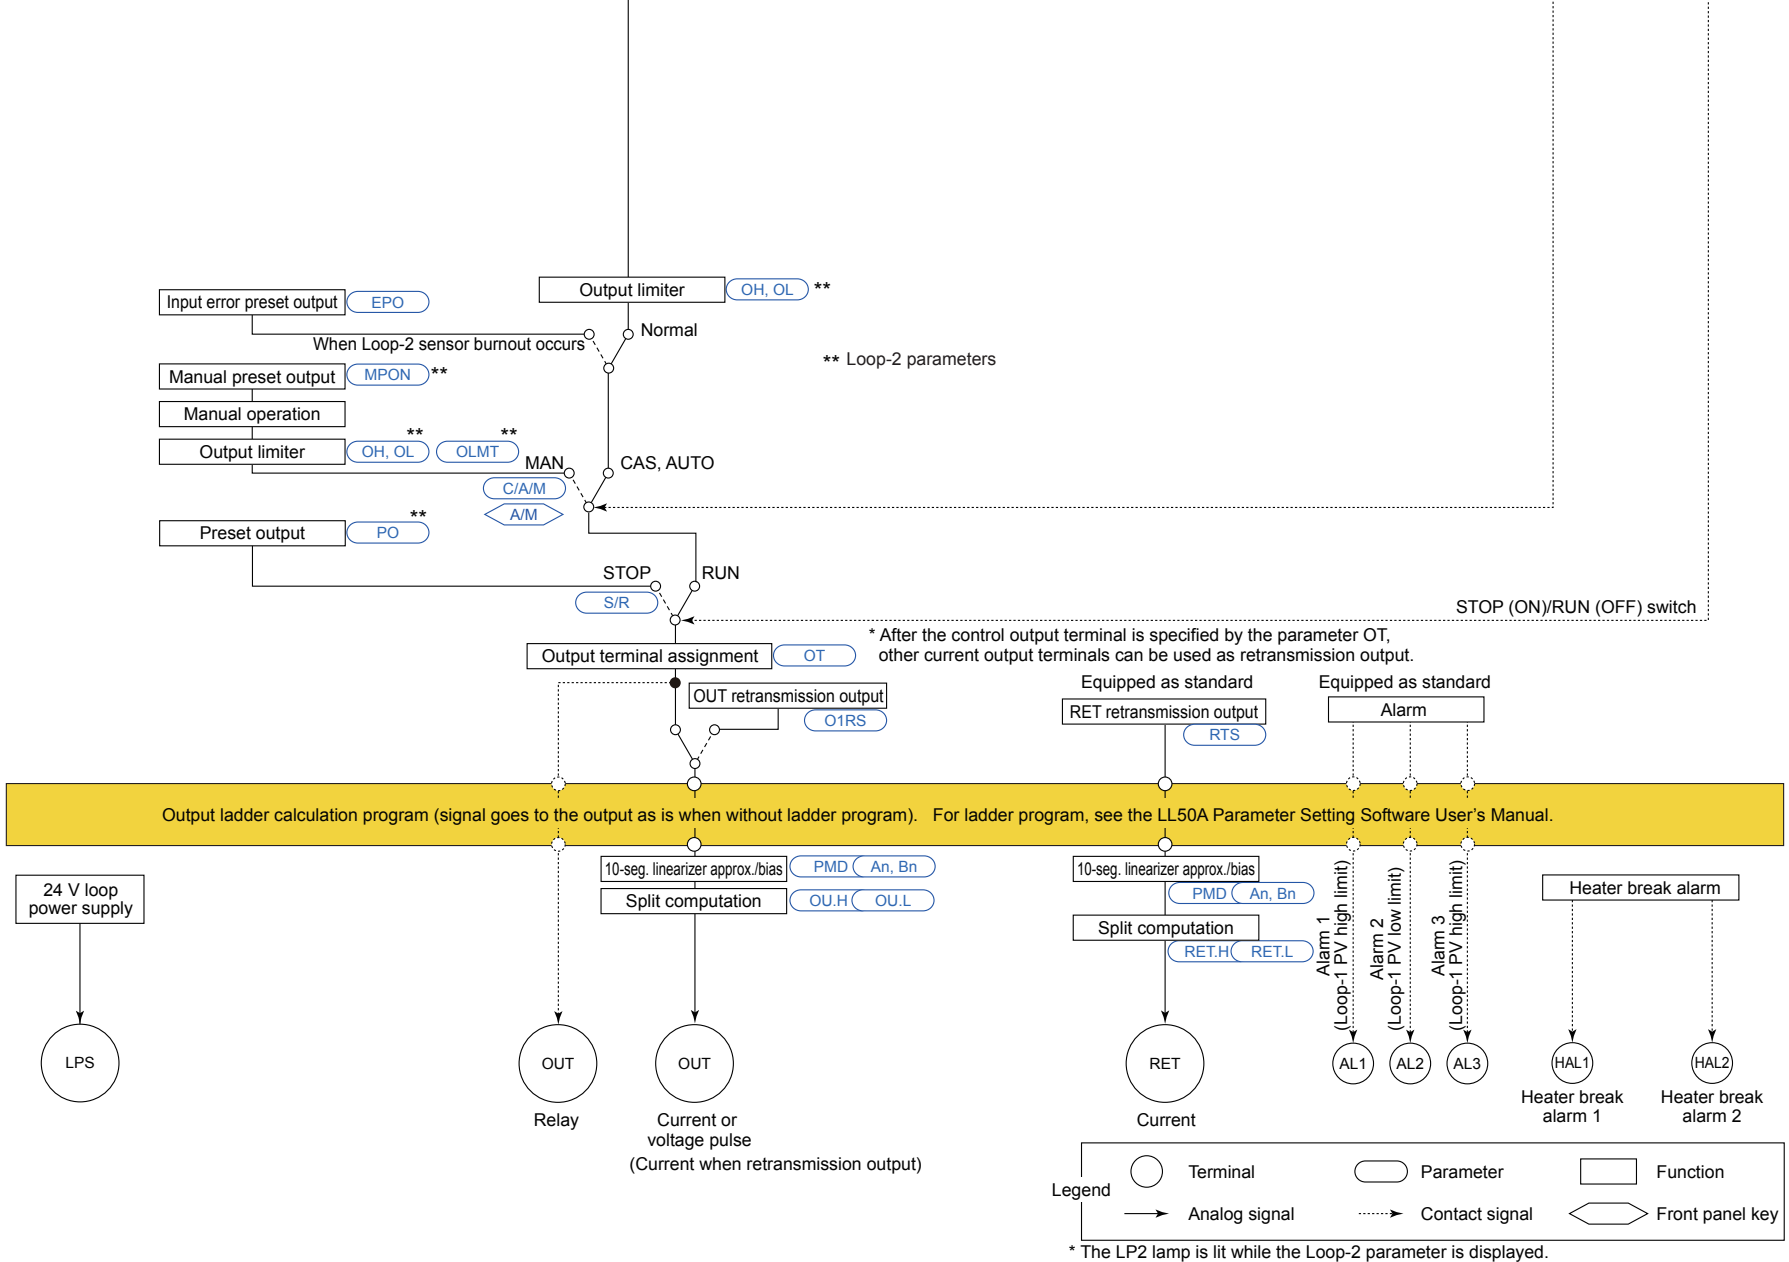 Output limiter
OH, OL
**
Input error preset output
EPO
Normal
When Loop-2 sensor burnout occurs
** Loop-2 parameters
Manual preset output
MPON
**
Manual operation
Output limiter
**
OH, OL
**
OLMT
MAN
CAS, AUTO
C/A/M
A/M
Preset output
**
PO
STOP
RUN
S/R
STOP (ON)/RUN (OFF) switch
* After the control output terminal is specified by the parameter OT,
other current output terminals can be used as retransmission output.
Output terminal assignment
OT
OUT retransmission output
O1RS
Equipped as standard
RET retransmission output
RTS
Equipped as standard
Alarm
Output ladder calculation program (signal goes to the output as is when without ladder program). For ladder program, see the LL50A Parameter Setting Software User's Manual.
10-seg. linearizer approx./bias
PMD
An, Bn
Split computation
OU.H
OU.L
10-seg. linearizer approx./bias
PMD
An, Bn
Split computation
RET.H
RET.L
Alarm 1
(Loop-1 PV high limit)
Alarm 2
(Loop-1 PV low limit)
Alarm 3
(Loop-1 PV high limit)
24 V loop
power supply
Heater break alarm
LPS
OUT
OUT
RET
AL1
AL2
AL3
HAL1
HAL2
Relay
Current or
voltage pulse
(Current when retransmission output)
Current
Heater break
alarm 1
Heater break
alarm 2
Legend
Terminal
Parameter
Function
Analog signal
Contact signal
Front panel key
* The LP2 lamp is lit while the Loop-2 parameter is displayed.